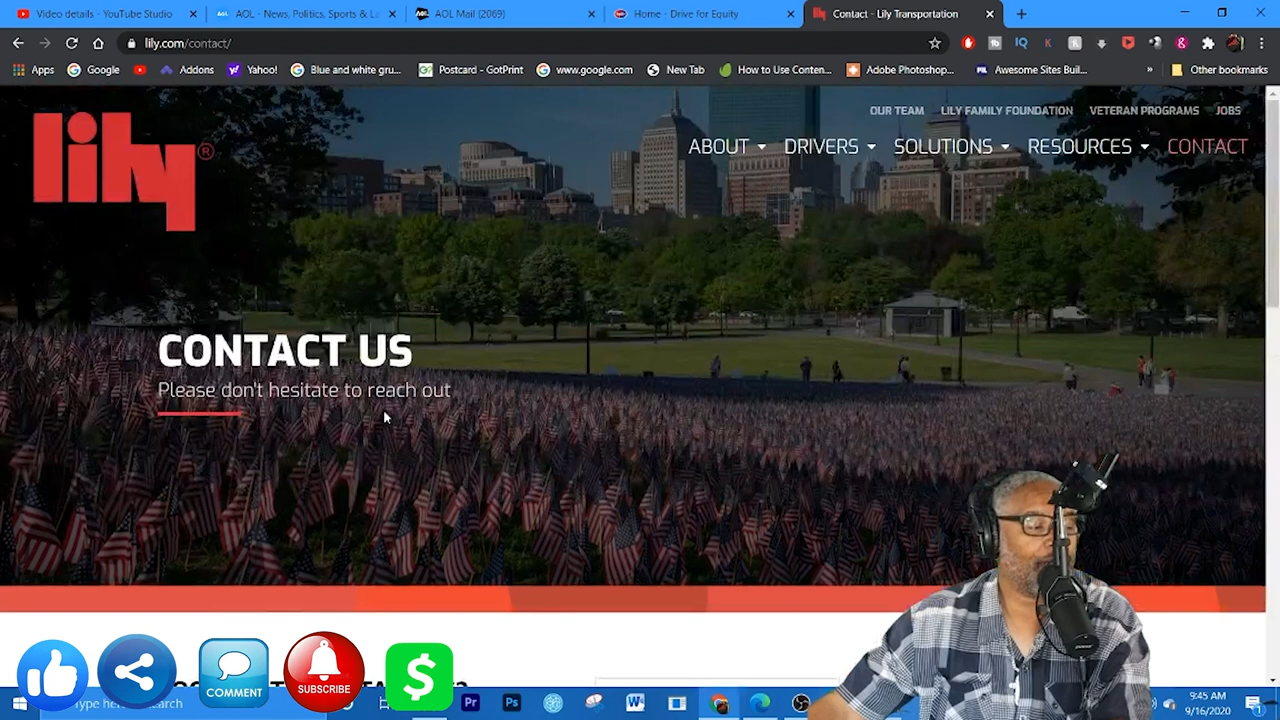 Video details - YouTube Studio
AOL - News, Politics, Sports & La
AOL Mail (2069)
Home - Drive for Equity
Contact - Lily Transportation
lily.com/contact/
Apps
Google
Addons
Yahoo!
Blue and white gru...
Postcard - GotPrint
www.google.com
New Tab
How to Use Conten...
Adobe Photoshop...
Awesome Sites Buil...
»
Other bookmarks
OUR TEAM
LILY FAMILY FOUNDATION
VETERAN PROGRAMS
JOBS
lily®
ABOUT
DRIVERS
SOLUTIONS
RESOURCES
CONTACT
CONTACT US
Please don't hesitate to reach out
COMMENT
SUBSCRIBE
$
Type here
search
9:45 AM
9/16/2020